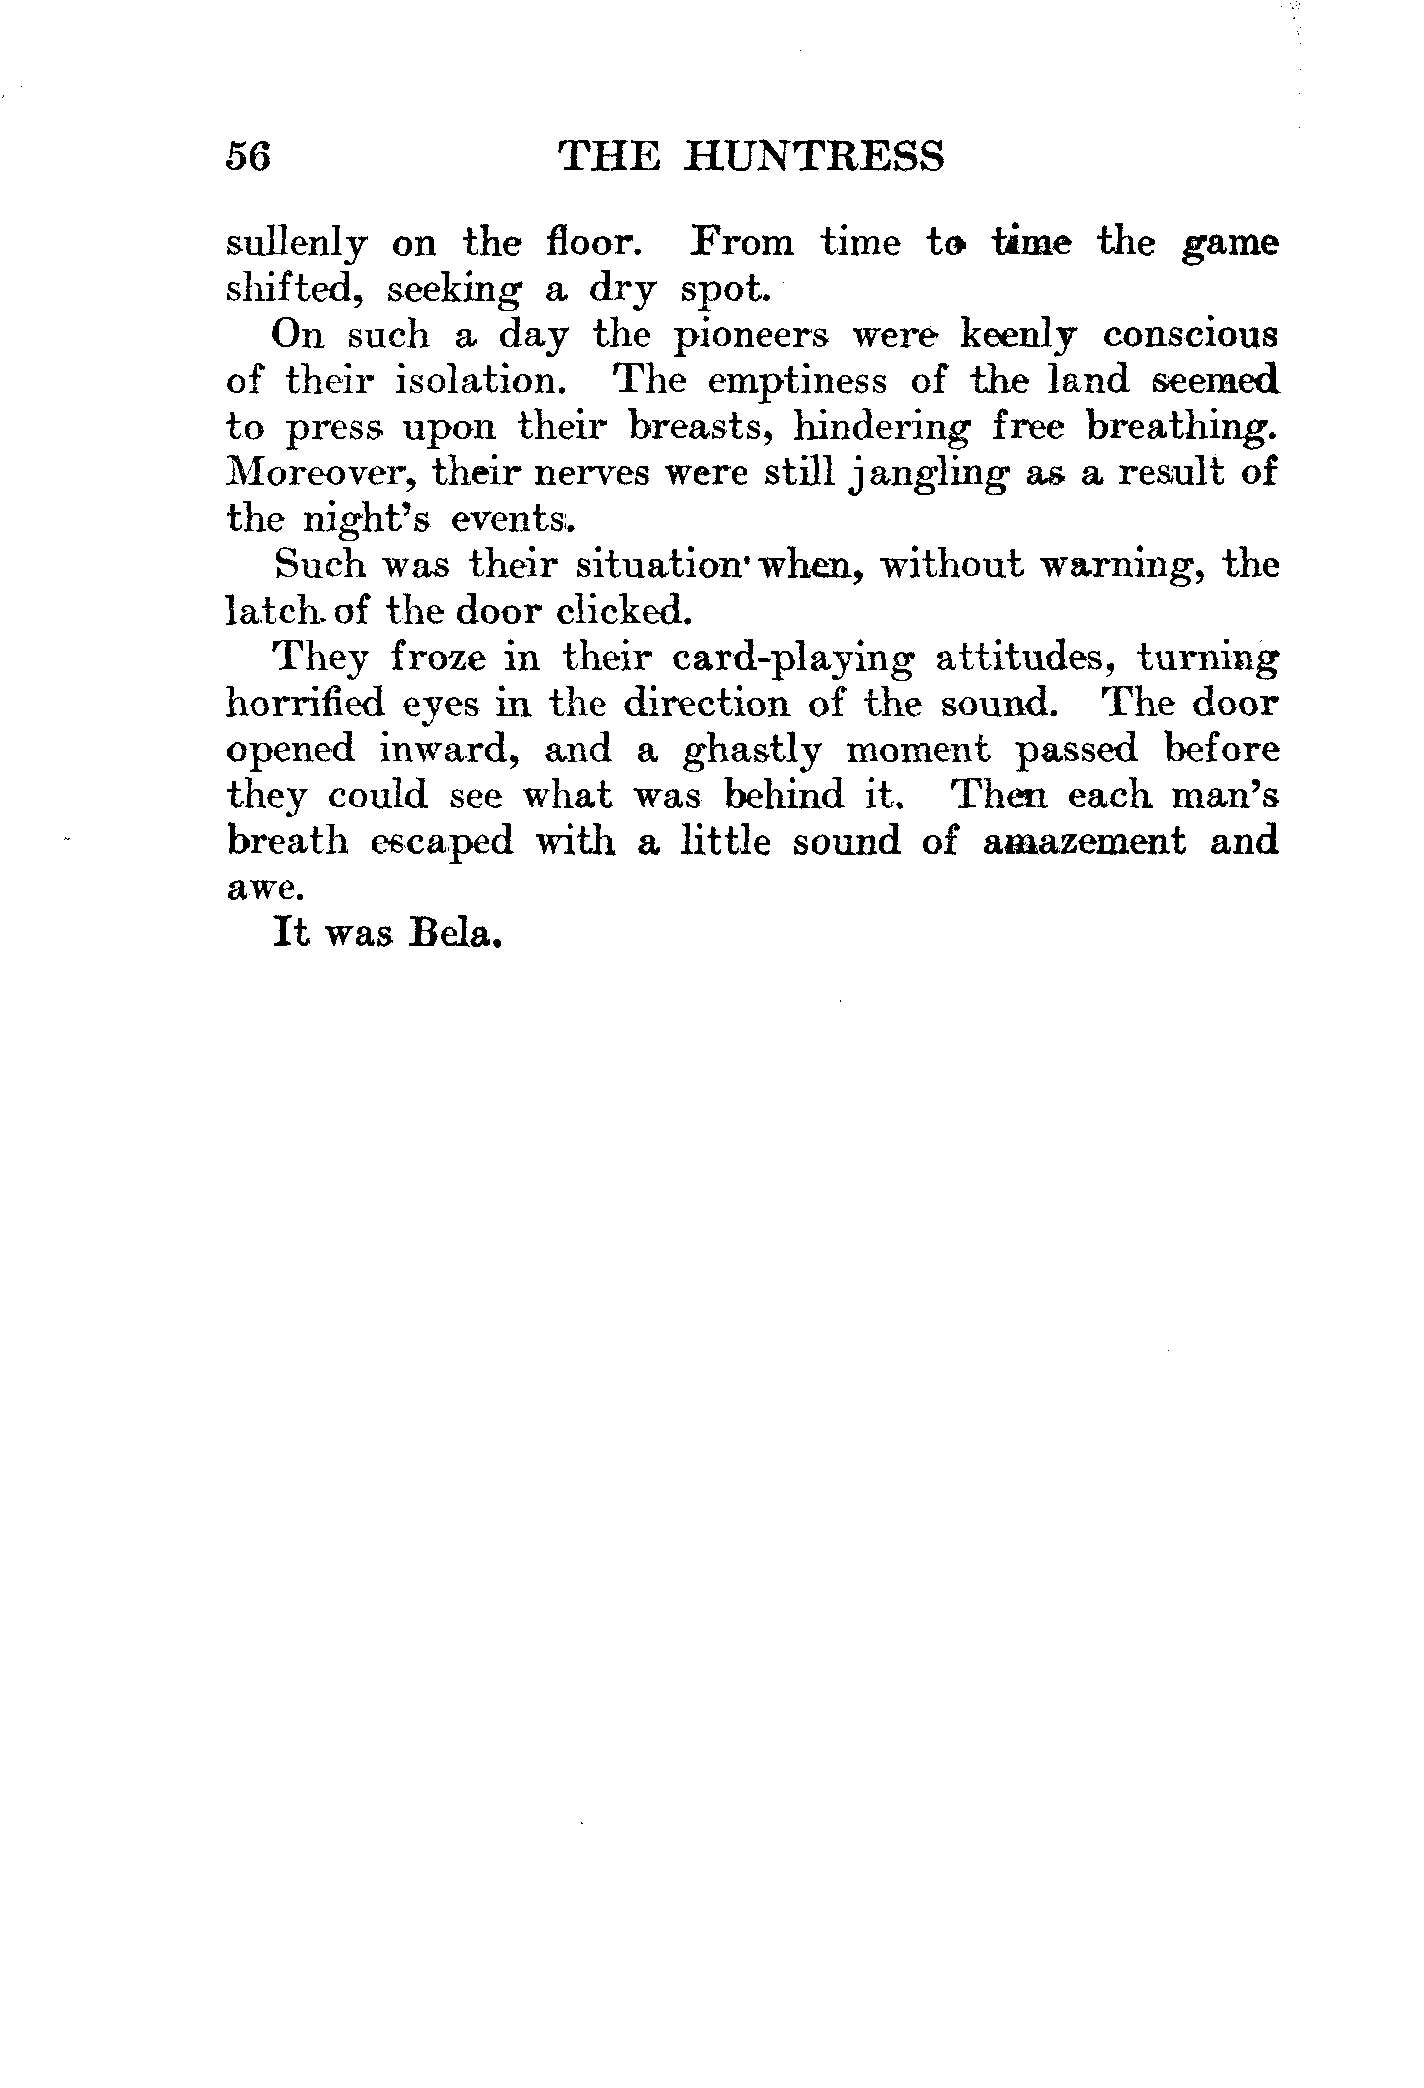 56 THE HUNTRESS
sullenly on the floor. From time to time the game
shifted, seeking a dry spot.
On such a day the pioneers were keenly conscious
of their isolation. The emptiness of the land seemed
to press upon their breasts, hindering free breathing.
Moreover, their nerves were still jangling as a result of
the night's events.
Such was their situation when, without warning, the
latch of the door clicked.
They froze in their card-playing attitudes, turning
horrified eyes in the direction of the sound. The door
opened inward, and a ghastly moment passed before
they could see what was behind it. Then each man's
breath escaped with a little sound of amazement and
awe.
It was Bela.